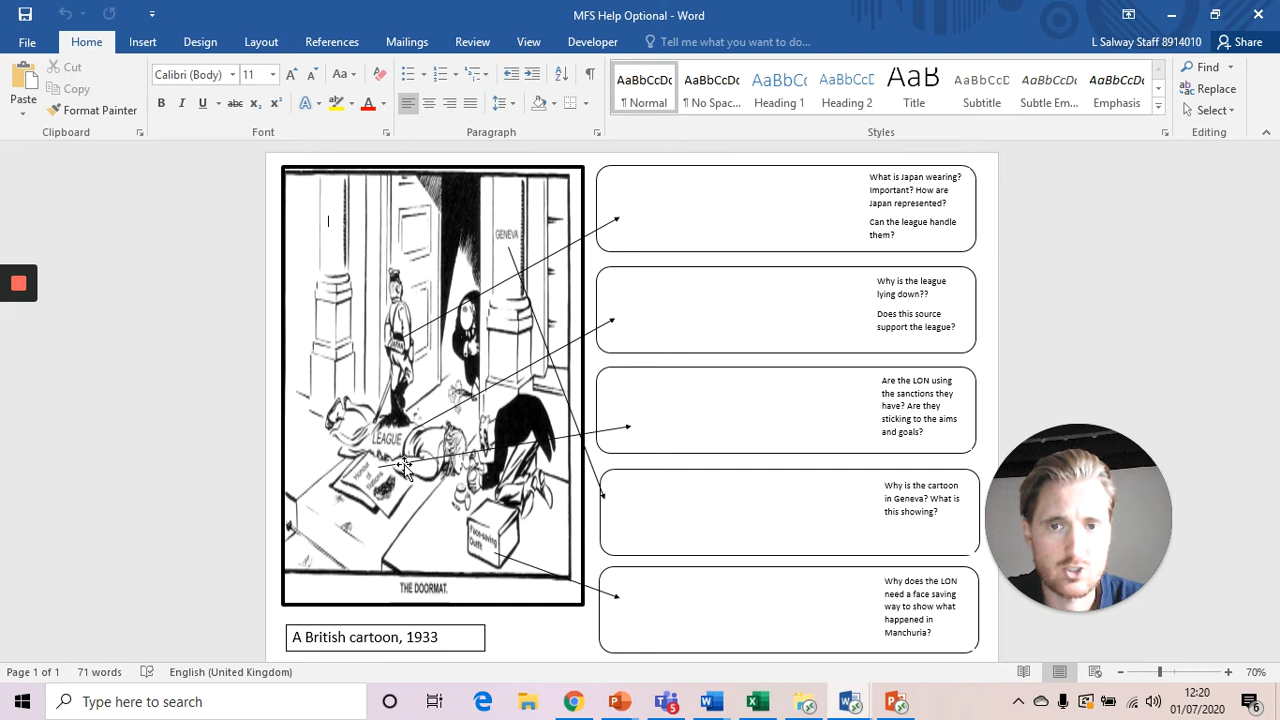 MFS Help Optional - Word
File Home Insert Design Layout References Mailings Review View Developer Tell me what you want to do... L Salway Staff 8914010 Share
Paste
Cut
Copy
Format Painter
Clipboard
Calibri (Body) 11
Font
Paragraph
AaBbCcDc AaBbCcDc AaBbCc AaBbCcE AaB AaBbCcD AaBbCcDc AaBbCcDc
¶ Normal ¶ No Spac... Heading 1 Heading 2 Title Subtitle Subtle Em... Emphasis
Styles
Find
Replace
Select
Editing
GENEVA
JAPAN
LEAGUE
Honour
of
Nations
Face-saving
Outfit
THE DOORMAT.
A British cartoon, 1933
What is Japan wearing?
Important? How are
Japan represented?
Can the league handle
them?
Why is the league
lying down??
Does this source
support the league?
Are the LON using
the sanctions they
have? Are they
sticking to the aims
and goals?
Why is the cartoon
in Geneva? What is
this showing?
Why does the LON
need a face saving
way to show what
happened in
Manchuria?
Page 1 of 1 71 words English (United Kingdom) 70%
Type here to search
5
12:20
01/07/2020
6